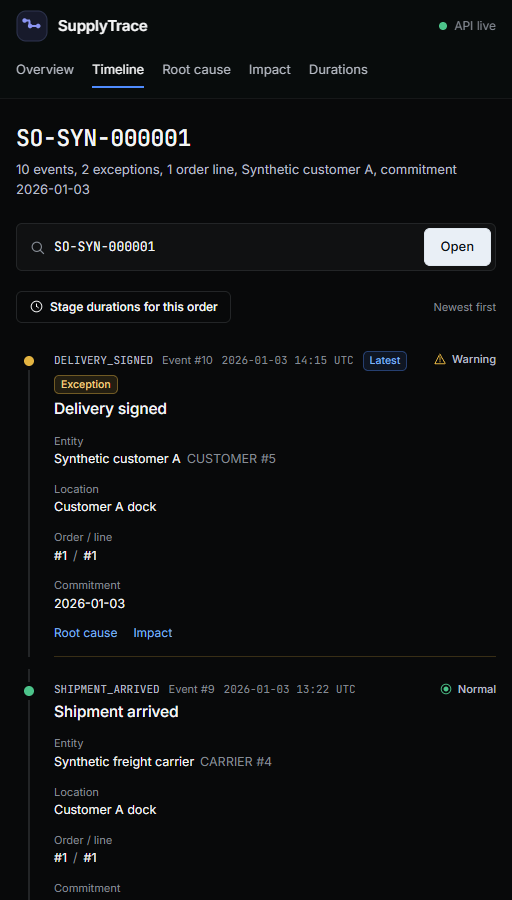 SupplyTrace
API live
Overview Timeline Root cause Impact Durations
SO-SYN-000001
10 events, 2 exceptions, 1 order line, Synthetic customer A, commitment
2026-01-03
SO-SYN-000001
Open
Stage durations for this order
Newest first
DELIVERY_SIGNED Event #10 2026-01-03 14:15 UTC Latest Warning
Exception
Delivery signed
Entity
Synthetic customer A CUSTOMER #5
Location
Customer A dock
Order / line
#1 / #1
Commitment
2026-01-03
Root cause Impact
SHIPMENT_ARRIVED Event #9 2026-01-03 13:22 UTC Normal
Shipment arrived
Entity
Synthetic freight carrier CARRIER #4
Location
Customer A dock
Order / line
#1 / #1
Commitment